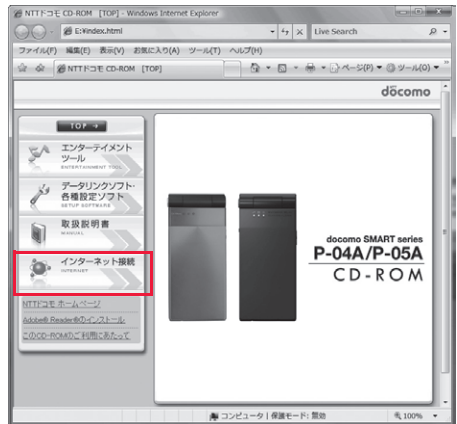 NTTドコモ CD-ROM [TOP] - Windows Internet Explorer
E:¥index.html
Live Search
ファイル(F) 編集(E) 表示(V) お気に入り(A) ツール(T) ヘルプ(H)
NTTドコモ CD-ROM [TOP]
ページ(P)
ツール(O)
döcomo
TOP
エンターテイメント
ツール
ENTERTAINMENT TOOL
データリンクソフト・
各種設定ソフト
SETUP SOFTWARE
取扱説明書
MANUAL
インターネット接続
INTERNET
NTTドコモ ホームページ
Adobe® Reader®のインストール
このCD-ROMのご利用にあたって
docomo SMART series
P-04A/P-05A
CD-ROM
コンピュータ | 保護モード: 無効
100%